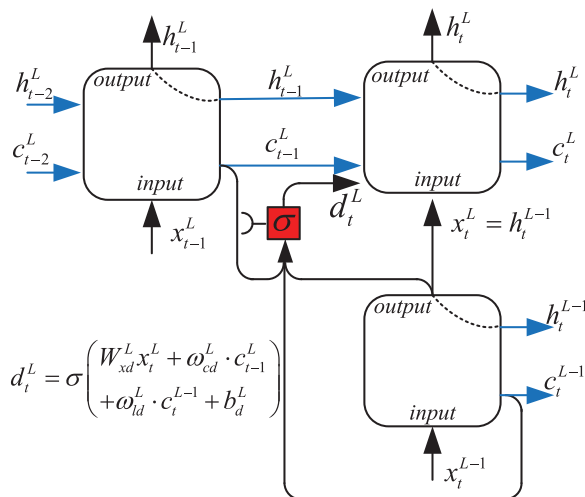 h_{t-1}^{L} h_t^{L}
output output
h_{t-2}^{L} h_{t-1}^{L} h_t^{L}
c_{t-2}^{L} c_{t-1}^{L} c_t^{L}
input input
σ d_t^{L}
x_{t-1}^{L} x_t^{L} = h_t^{L-1}
output
h_t^{L-1}
d_t^{L} = σ ( W_{xd}^{L} x_t^{L} + ω_{cd}^{L} · c_{t-1}^{L}
+ ω_{ld}^{L} · c_t^{L-1} + b_d^{L} )
c_t^{L-1}
input
x_t^{L-1}